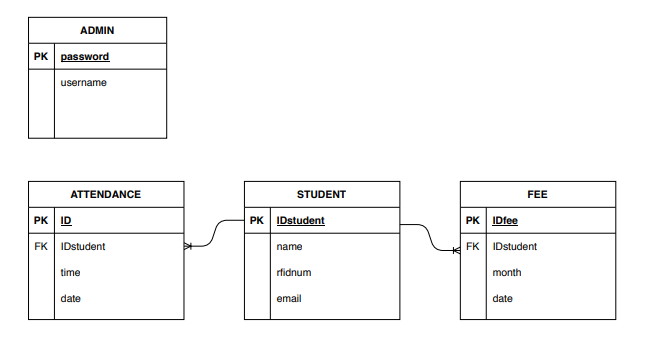 ADMIN
PK password
username
ATTENDANCE
PK ID
FK IDstudent
time
date
STUDENT
PK IDstudent
name
rfidnum
email
FEE
PK IDfee
FK IDstudent
month
date